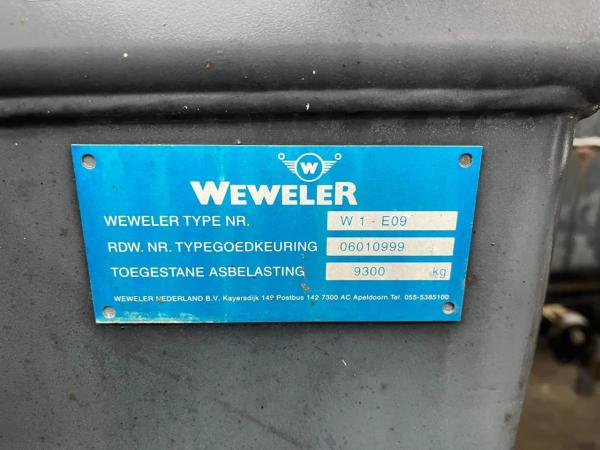 W
WEWELER
WEWELER TYPE NR. W 1 - E09
RDW. NR. TYPEGOEDKEURING 06010999
TOEGESTANE ASBELASTING 9300 kg
WEWELER NEDERLAND B.V. Kayersdijk 149 Postbus 142 7300 AC Apeldoorn Tel. 055-5385100